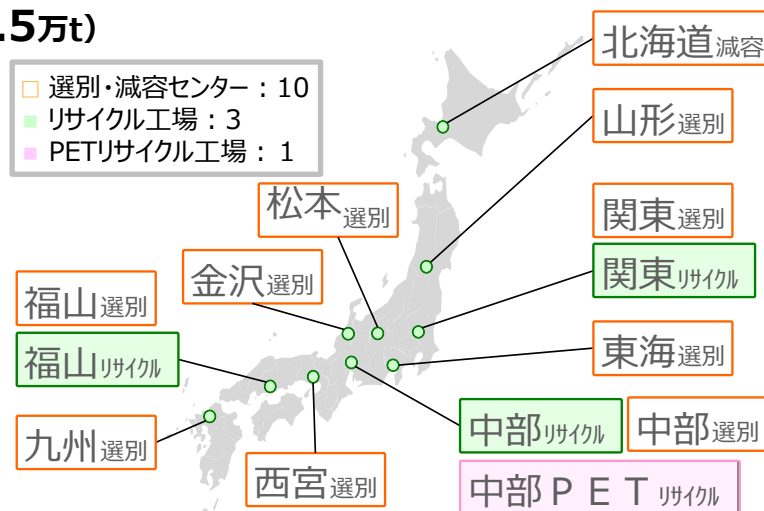 .5万t）
選別・減容センター：10
リサイクル工場：3
PETリサイクル工場：1
北海道減容
山形選別
松本選別
関東選別
金沢選別
関東リサイクル
福山選別
福山リサイクル
東海選別
九州選別
中部リサイクル
中部選別
西宮選別
中部ＰＥＴリサイクル